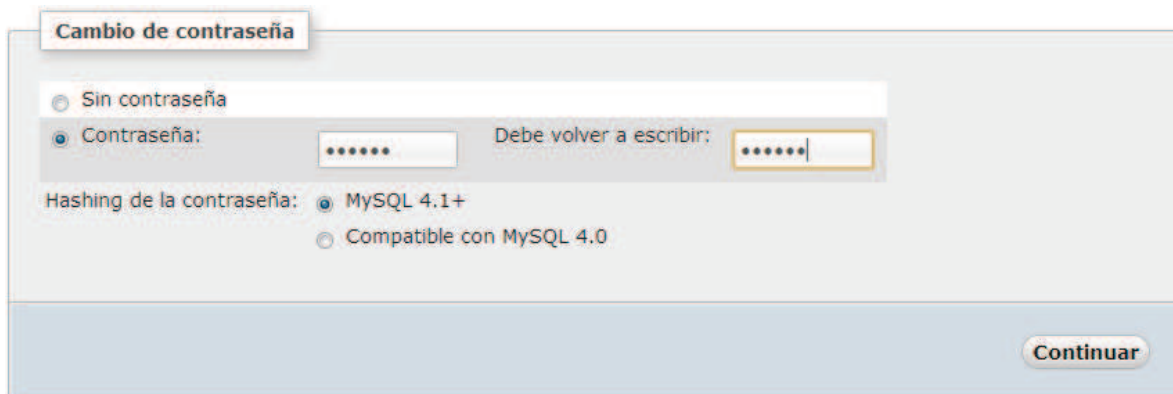 Cambio de contraseña
Sin contraseña
Contraseña: •••••• Debe volver a escribir: ••••••
Hashing de la contraseña: MySQL 4.1+
Compatible con MySQL 4.0
Continuar